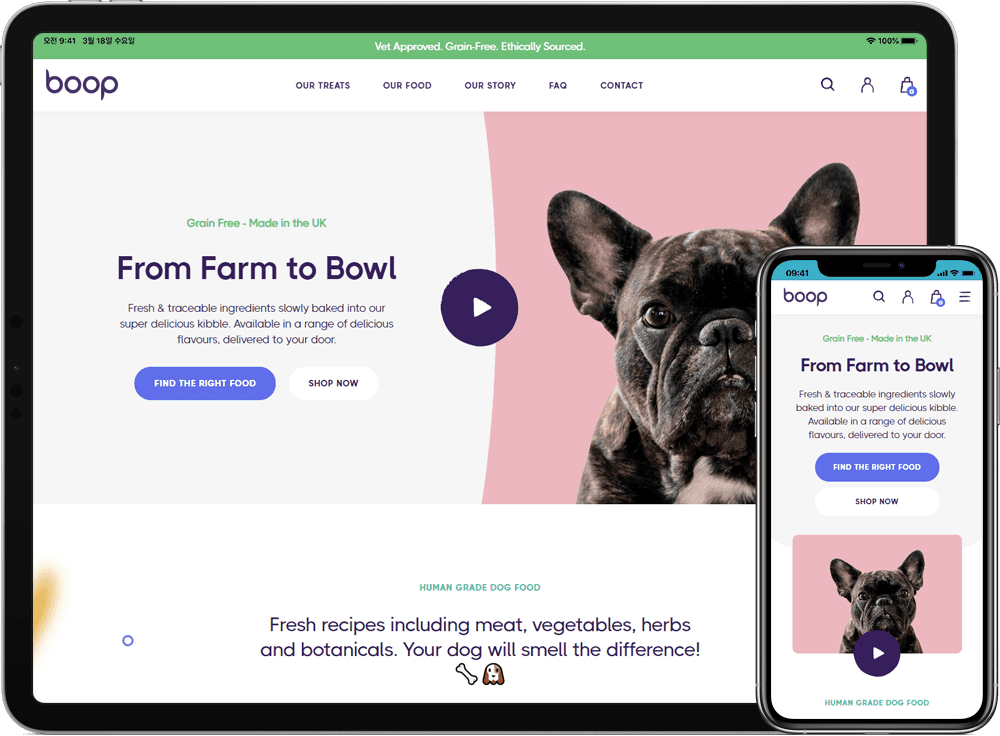 오전 9:41 3월 18일 수요일
100%
Vet Approved. Grain-Free. Ethically Sourced.
boop
OUR TREATS
OUR FOOD
OUR STORY
FAQ
CONTACT
0
Grain Free - Made in the UK
From Farm to Bowl
Fresh & traceable ingredients slowly baked into our
super delicious kibble. Available in a range of delicious
flavours, delivered to your door.
FIND THE RIGHT FOOD
SHOP NOW
HUMAN GRADE DOG FOOD
Fresh recipes including meat, vegetables, herbs
and botanicals. Your dog will smell the difference!
09:41
boop
0
Grain Free - Made in the UK
From Farm to Bowl
Fresh & traceable ingredients slowly
baked into our super delicious kibble.
Available in a range of delicious
flavours, delivered to your door.
FIND THE RIGHT FOOD
SHOP NOW
HUMAN GRADE DOG FOOD